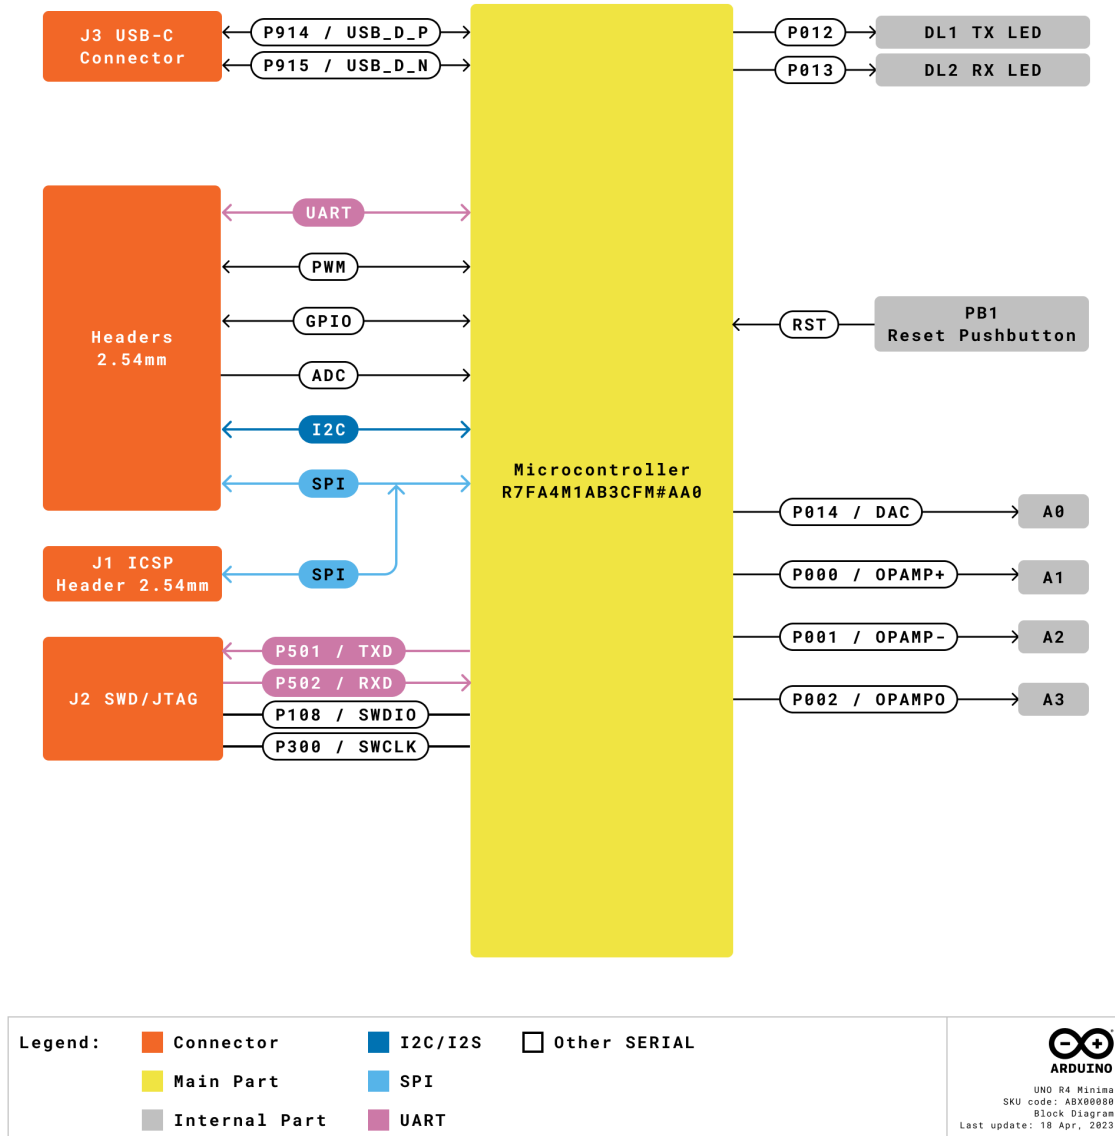 J3 USB-C
Connector
P914 / USB_D_P
P915 / USB_D_N
P012
DL1 TX LED
P013
DL2 RX LED
Headers
2.54mm
UART
PWM
GPIO
ADC
I2C
SPI
J1 ICSP
Header 2.54mm
SPI
J2 SWD/JTAG
P501 / TXD
P502 / RXD
P108 / SWDIO
P300 / SWCLK
Microcontroller
R7FA4M1AB3CFM#AA0
RST
PB1
Reset Pushbutton
P014 / DAC
A0
P000 / OPAMP+
A1
P001 / OPAMP-
A2
P002 / OPAMPO
A3
Legend:
Connector
Main Part
Internal Part
I2C/I2S
SPI
UART
Other SERIAL
ARDUINO
UNO R4 Minima
SKU code: ABX00080
Block Diagram
Last update: 18 Apr, 2023